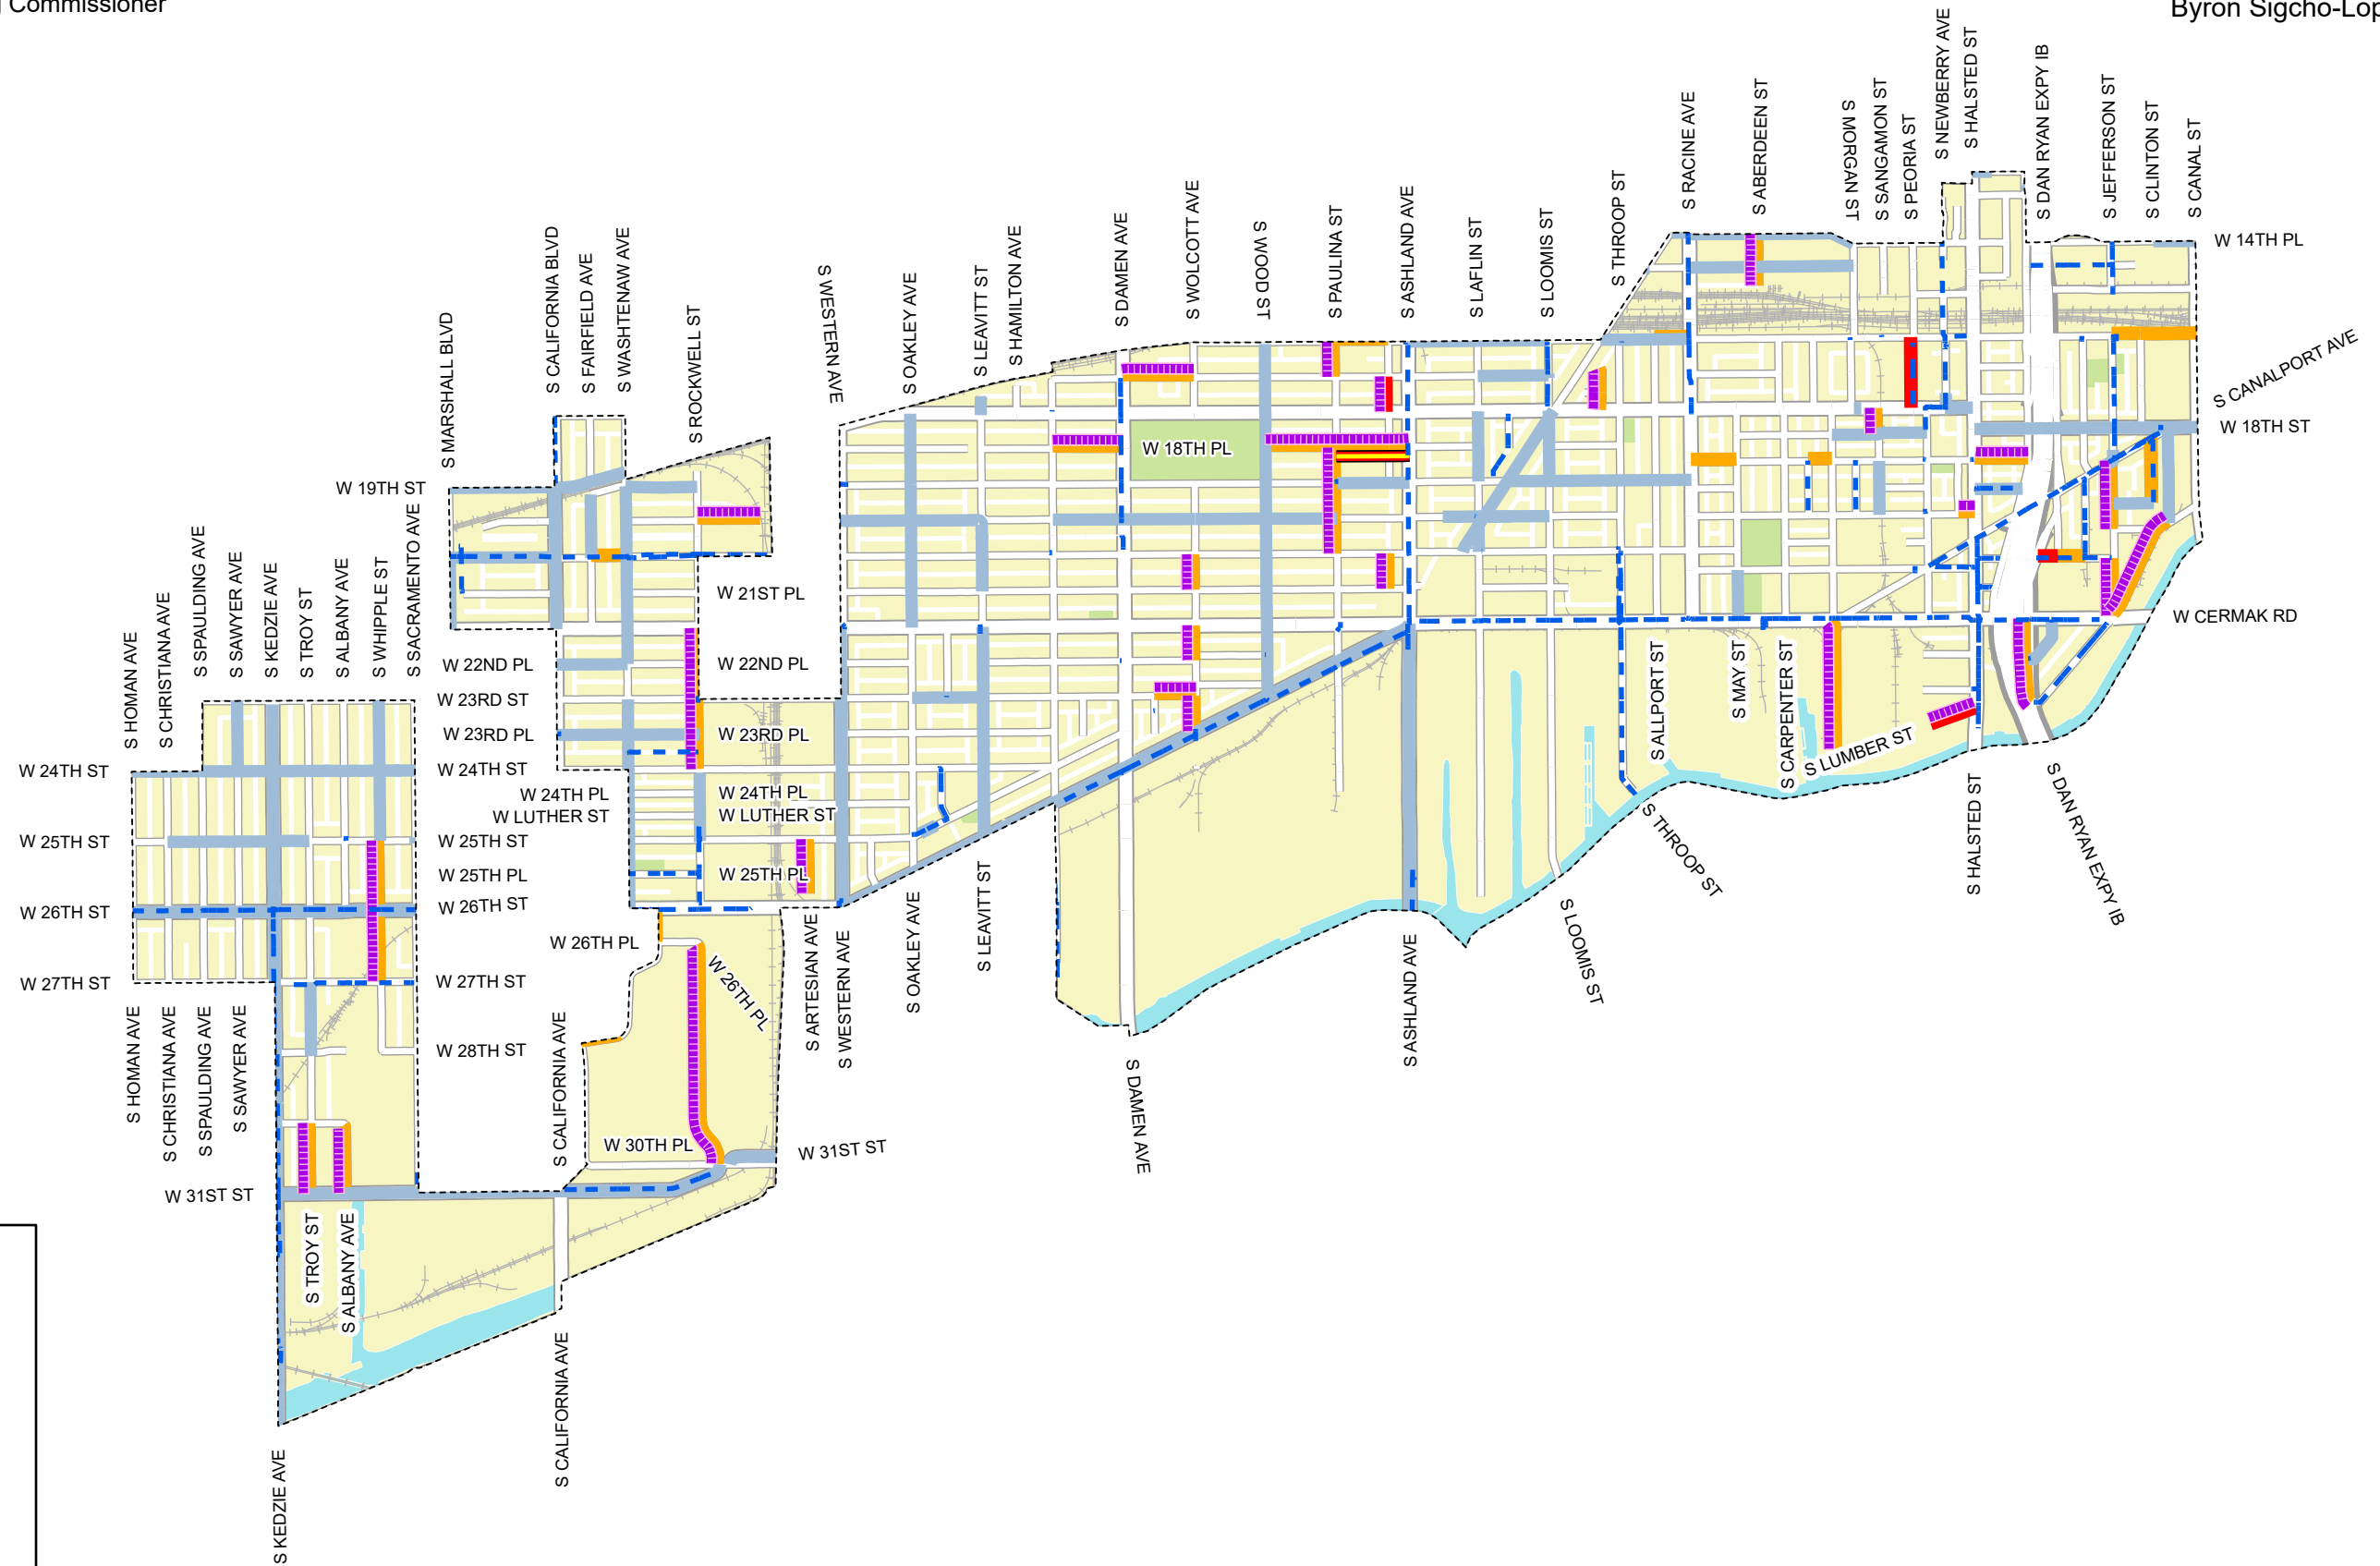 Commissioner
Byron Sigcho-Lop
S NEWBERRY AVE
S HALSTED ST
DAN RYAN EXPY IB
S JEFFERSON ST
S CLINTON ST
S CANAL ST
S RACINE AVE
S ABERDEEN ST
S MORGAN ST
S SANGAMON ST
S PEORIA ST
W 14TH PL
S CANALPORT AVE
W 18TH ST
S MARSHALL BLVD
S CALIFORNIA BLVD
S FAIRFIELD AVE
S WASHTENAW AVE
S ROCKWELL ST
S WESTERN AVE
S OAKLEY AVE
S LEAVITT ST
S HAMILTON AVE
S DAMEN AVE
S WOLCOTT AVE
S WOOD ST
S PAULINA ST
S ASHLAND AVE
S LAFLIN ST
S LOOMIS ST
S THROOP ST
W 18TH PL
W 19TH ST
S HOMAN AVE
S CHRISTIANA AVE
S SPAULDING AVE
S SAWYER AVE
S KEDZIE AVE
S TROY ST
S ALBANY AVE
S WHIPPLE ST
S SACRAMENTO AVE
W 21ST PL
W CERMAK RD
W 22ND PL
W 22ND PL
W 23RD ST
W 23RD PL
W 23RD PL
W 24TH ST
W 24TH ST
W 24TH PL
W 24TH PL
W LUTHER ST
W LUTHER ST
W 25TH ST
W 25TH ST
W 25TH PL
W 25TH PL
W 26TH ST
W 26TH ST
W 26TH PL
W 26TH PL
W 27TH ST
W 27TH ST
W 28TH ST
S ALLPORT ST
S MAY ST
S CARPENTER ST
S LUMBER ST
S THROOP ST
S HALSTED ST
S DAN RYAN EXPY IB
S LOOMIS ST
S ASHLAND AVE
S DAMEN AVE
S LEAVITT ST
S OAKLEY AVE
S WESTERN AVE
S ARTESIAN AVE
S CALIFORNIA AVE
S HOMAN AVE
S CHRISTIANA AVE
S SPAULDING AVE
S SAWYER AVE
W 30TH PL
W 31ST ST
W 31ST ST
S TROY ST
S ALBANY AVE
S CALIFORNIA AVE
S KEDZIE AVE